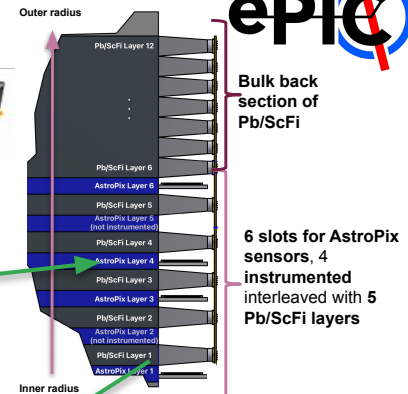 Outer radius
ePIC
Pb/ScFi Layer 12
Bulk back
section of
Pb/ScFi
Pb/ScFi Layer 6
AstroPix Layer 6
Pb/ScFi Layer 5
AstroPix Layer 5
(not instrumented)
Pb/ScFi Layer 4
AstroPix Layer 4
6 slots for AstroPix
sensors, 4
instrumented
interleaved with 5
Pb/ScFi layers
Pb/ScFi Layer 3
AstroPix Layer 3
Pb/ScFi Layer 2
AstroPix Layer 2
(not instrumented)
Pb/ScFi Layer 1
AstroPix Layer 1
Inner radius